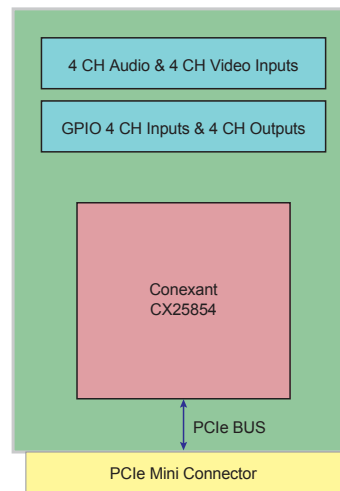 4 CH Audio & 4 CH Video Inputs
GPIO 4 CH Inputs & 4 CH Outputs
Conexant
CX25854
PCIe BUS
PCIe Mini Connector